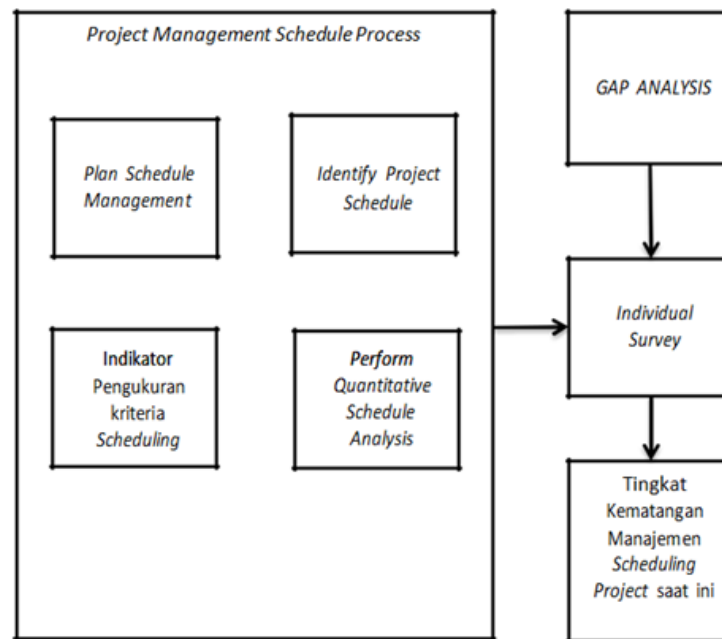 Project Management Schedule Process
Plan Schedule
Management
Identify Project
Schedule
Indikator
Pengukuran
kriteria
Scheduling
Perform
Quantitative
Schedule
Analysis
GAP ANALYSIS
Individual
Survey
Tingkat
Kematangan
Manajemen
Scheduling
Project saat ini